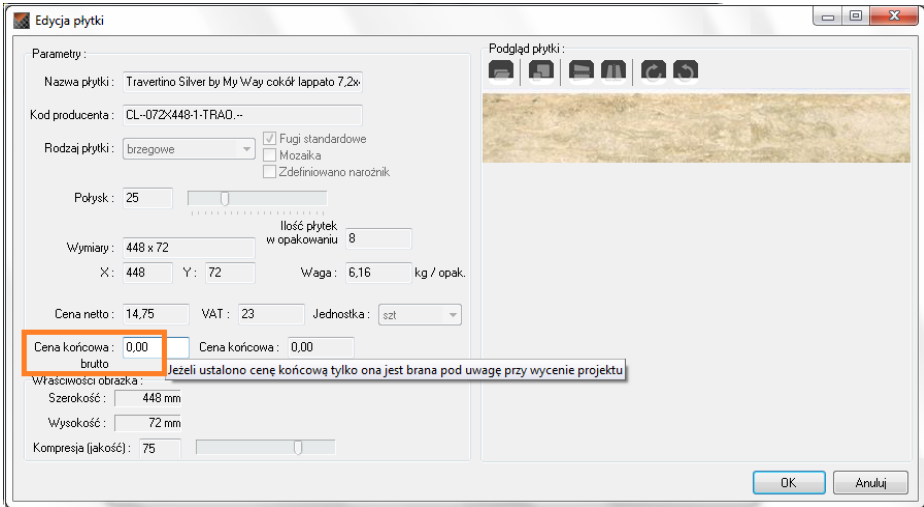 Edycja płytki
Parametry :
Nazwa płytki : Travertino Silver by My Way cokół lappato 7,2x
Kod producenta : CL--072X448-1-TRAO.--
Rodzaj płytki : brzegowe
Fugi standardowe
Mozaika
Zdefiniowano narożnik
Połysk : 25
Ilość płytek
w opakowaniu 8
Wymiary : 448 x 72
X : 448 Y : 72 Waga : 6,16 kg / opak.
Cena netto : 14,75 VAT : 23 Jednostka : szt
Cena końcowa : 0,00 Cena końcowa : 0,00
brutto
Jeżeli ustalono cenę końcową tylko ona jest brana pod uwagę przy wycenie projektu
Właściwości obrazka :
Szerokość : 448 mm
Wysokość : 72 mm
Kompresja (jakość) : 75
Podgląd płytki :
OK Anuluj